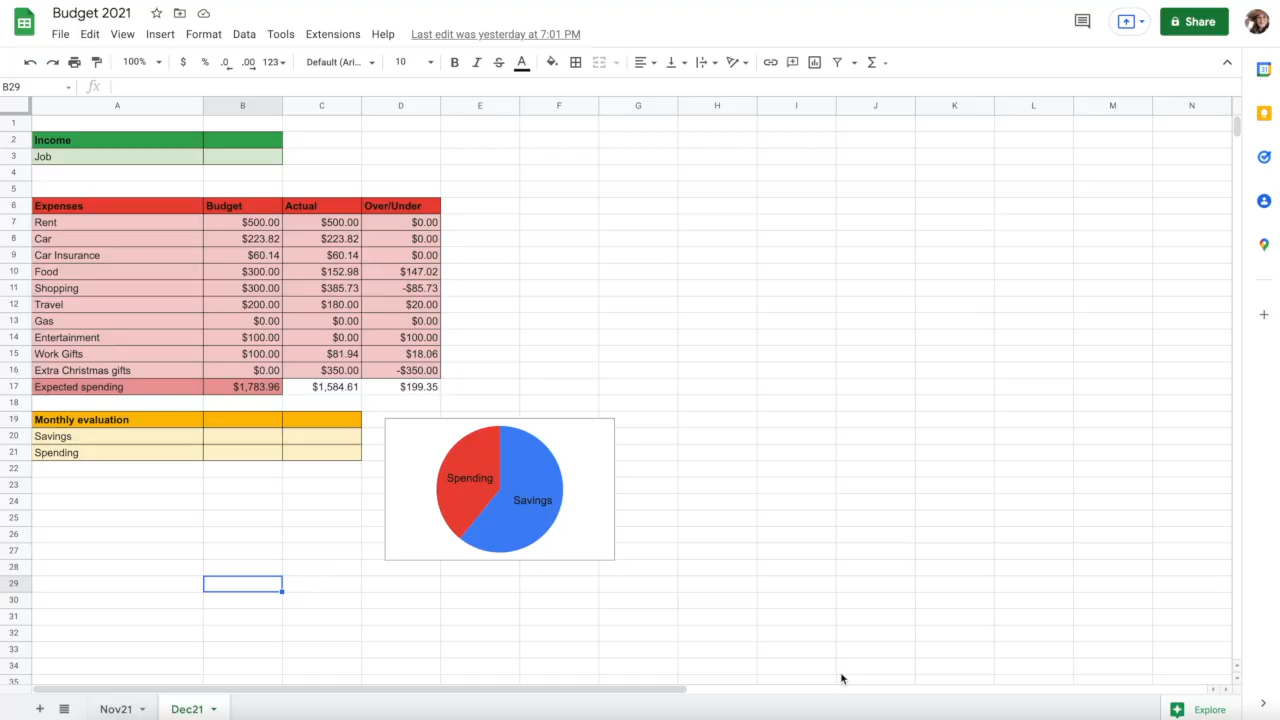 Budget 2021
File Edit View Insert Format Data Tools Extensions Help Last edit was yesterday at 7:01 PM
Share
100% $ % .0 .00 123 Default (Ari... 10 B I S A
B29 fx
A B C D E F G H I J K L M N
1
2 Income
3 Job
4
5
6 Expenses Budget Actual Over/Under
7 Rent $500.00 $500.00 $0.00
8 Car $223.82 $223.82 $0.00
9 Car Insurance $60.14 $60.14 $0.00
10 Food $300.00 $152.98 $147.02
11 Shopping $300.00 $385.73 -$85.73
12 Travel $200.00 $180.00 $20.00
13 Gas $0.00 $0.00 $0.00
14 Entertainment $100.00 $0.00 $100.00
15 Work Gifts $100.00 $81.94 $18.06
16 Extra Christmas gifts $0.00 $350.00 -$350.00
17 Expected spending $1,783.96 $1,584.61 $199.35
18
19 Monthly evaluation
20 Savings
21 Spending
22
23
Spending
24
Savings
25
26
27
28
29
30
31
32
33
34
35
Nov21 Dec21 Explore
31